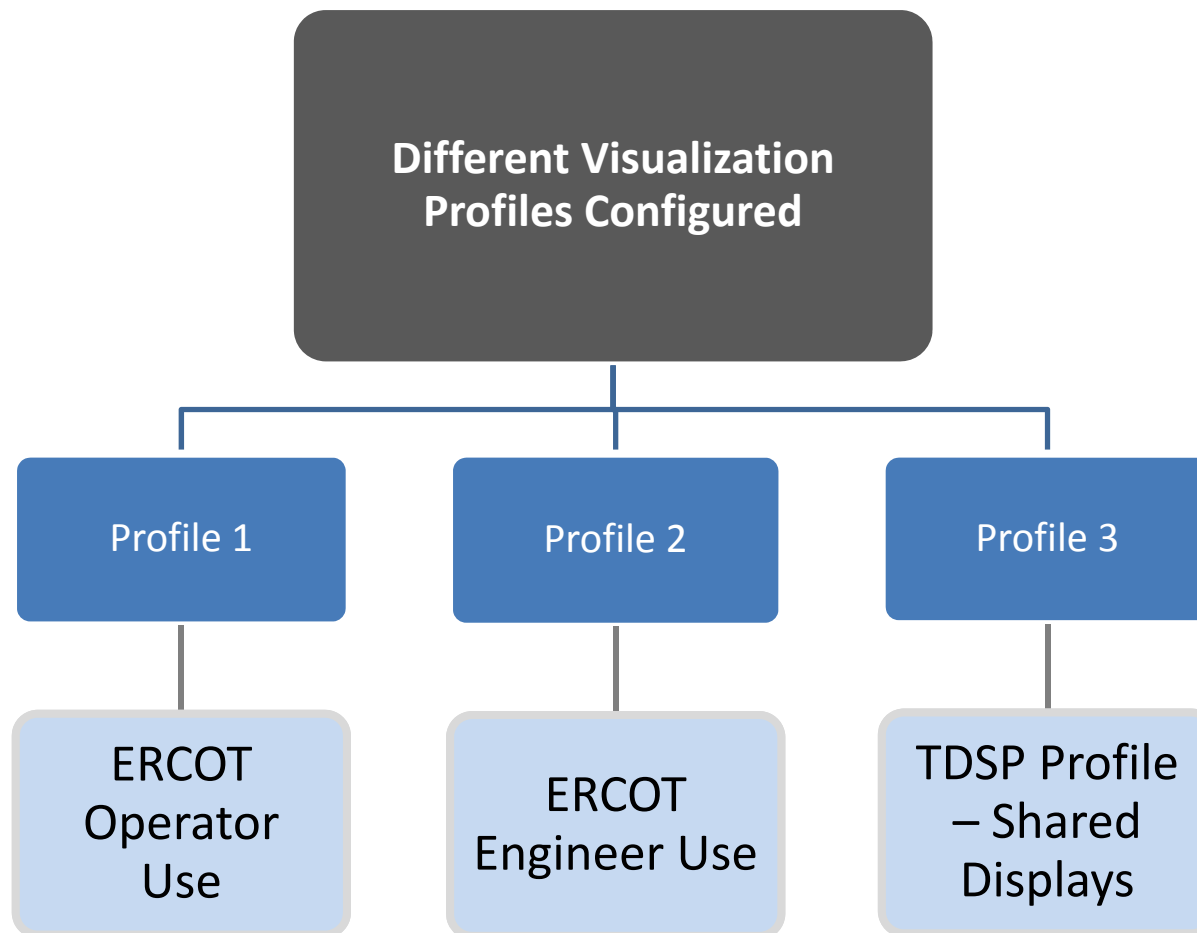 Different Visualization
Profiles Configured
Profile 1
Profile 2
Profile 3
ERCOT
Operator
Use
ERCOT
Engineer Use
TDSP Profile
– Shared
Displays